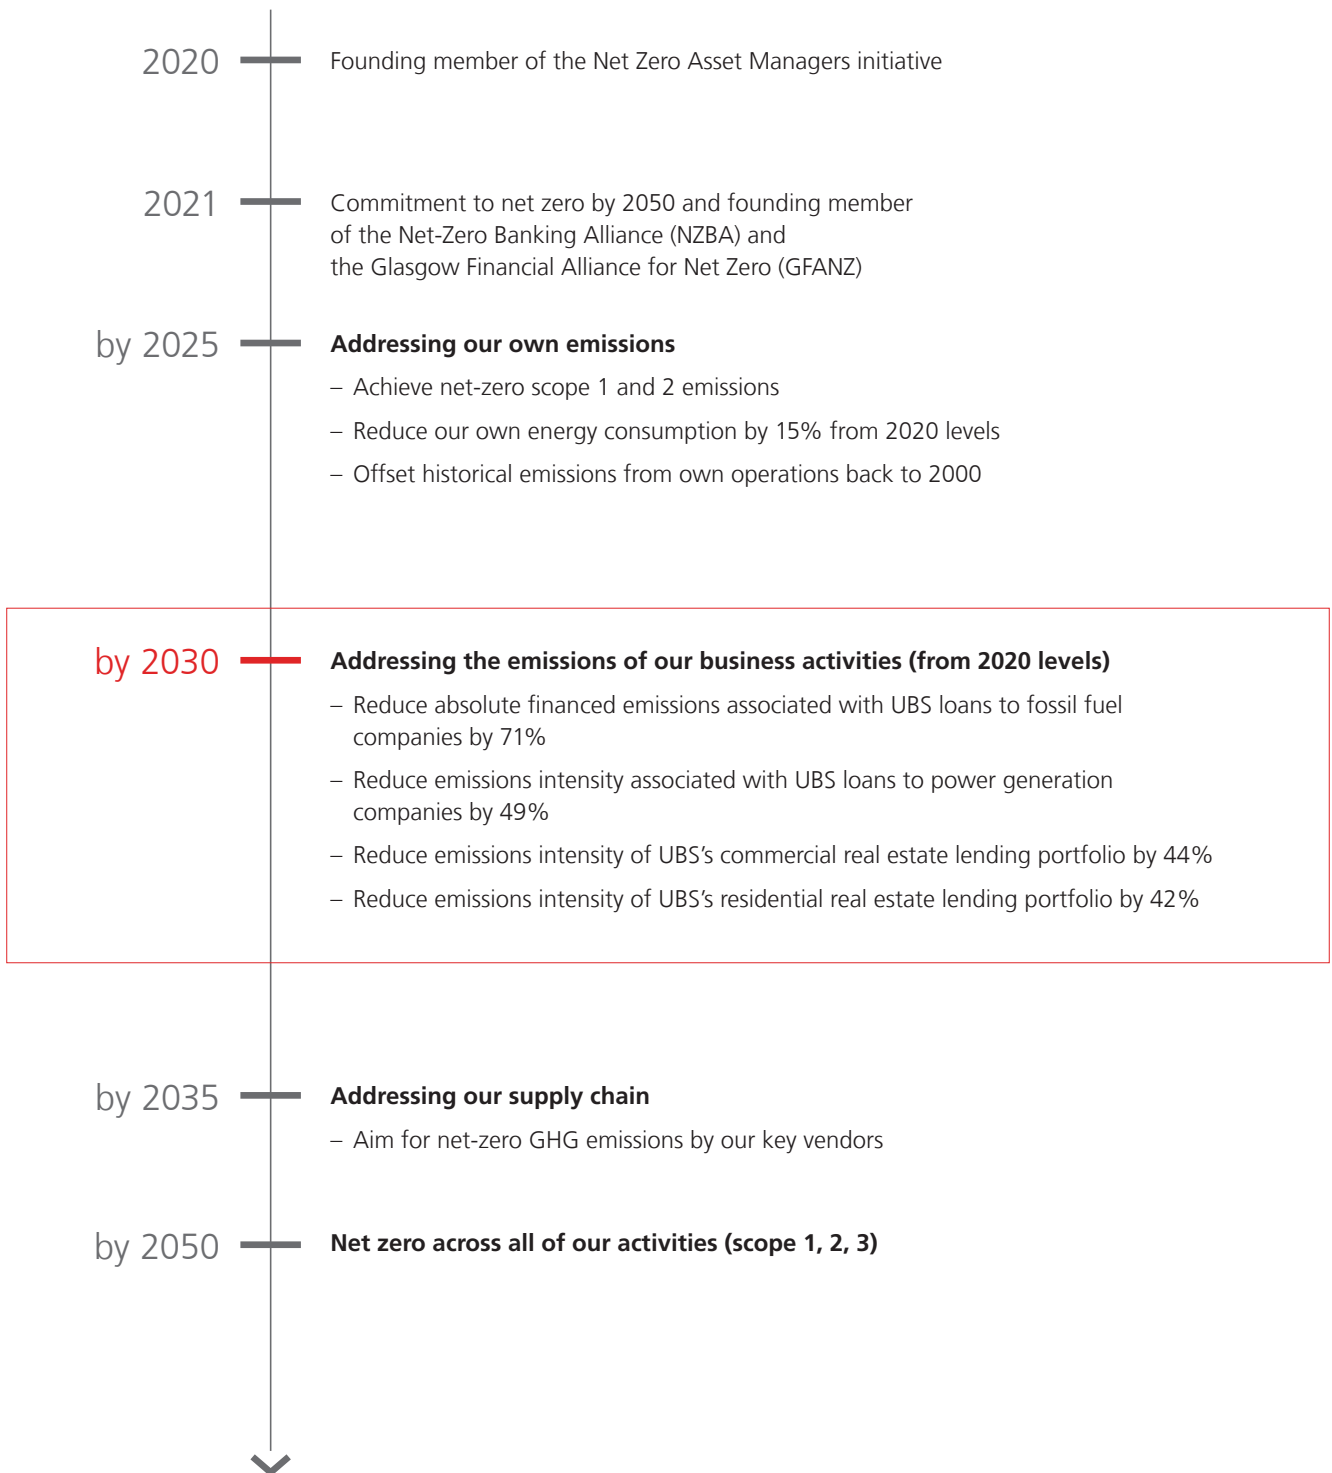 2020
Founding member of the Net Zero Asset Managers initiative
2021
Commitment to net zero by 2050 and founding member
of the Net-Zero Banking Alliance (NZBA) and
the Glasgow Financial Alliance for Net Zero (GFANZ)
by 2025
Addressing our own emissions
– Achieve net-zero scope 1 and 2 emissions
– Reduce our own energy consumption by 15% from 2020 levels
– Offset historical emissions from own operations back to 2000
by 2030
Addressing the emissions of our business activities (from 2020 levels)
– Reduce absolute financed emissions associated with UBS loans to fossil fuel
companies by 71%
– Reduce emissions intensity associated with UBS loans to power generation
companies by 49%
– Reduce emissions intensity of UBS’s commercial real estate lending portfolio by 44%
– Reduce emissions intensity of UBS’s residential real estate lending portfolio by 42%
by 2035
Addressing our supply chain
– Aim for net-zero GHG emissions by our key vendors
by 2050
Net zero across all of our activities (scope 1, 2, 3)